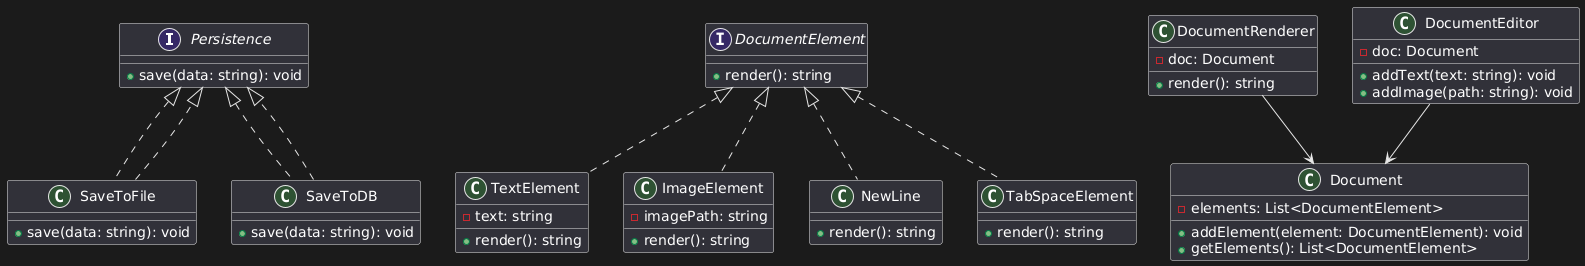 I Persistence
save(data: string): void
C SaveToFile
save(data: string): void
C SaveToDB
save(data: string): void
I DocumentElement
render(): string
C TextElement
text: string
render(): string
C ImageElement
imagePath: string
render(): string
C NewLine
render(): string
C TabSpaceElement
render(): string
C DocumentRenderer
doc: Document
render(): string
C DocumentEditor
doc: Document
addText(text: string): void
addImage(path: string): void
C Document
elements: List<DocumentElement>
addElement(element: DocumentElement): void
getElements(): List<DocumentElement>